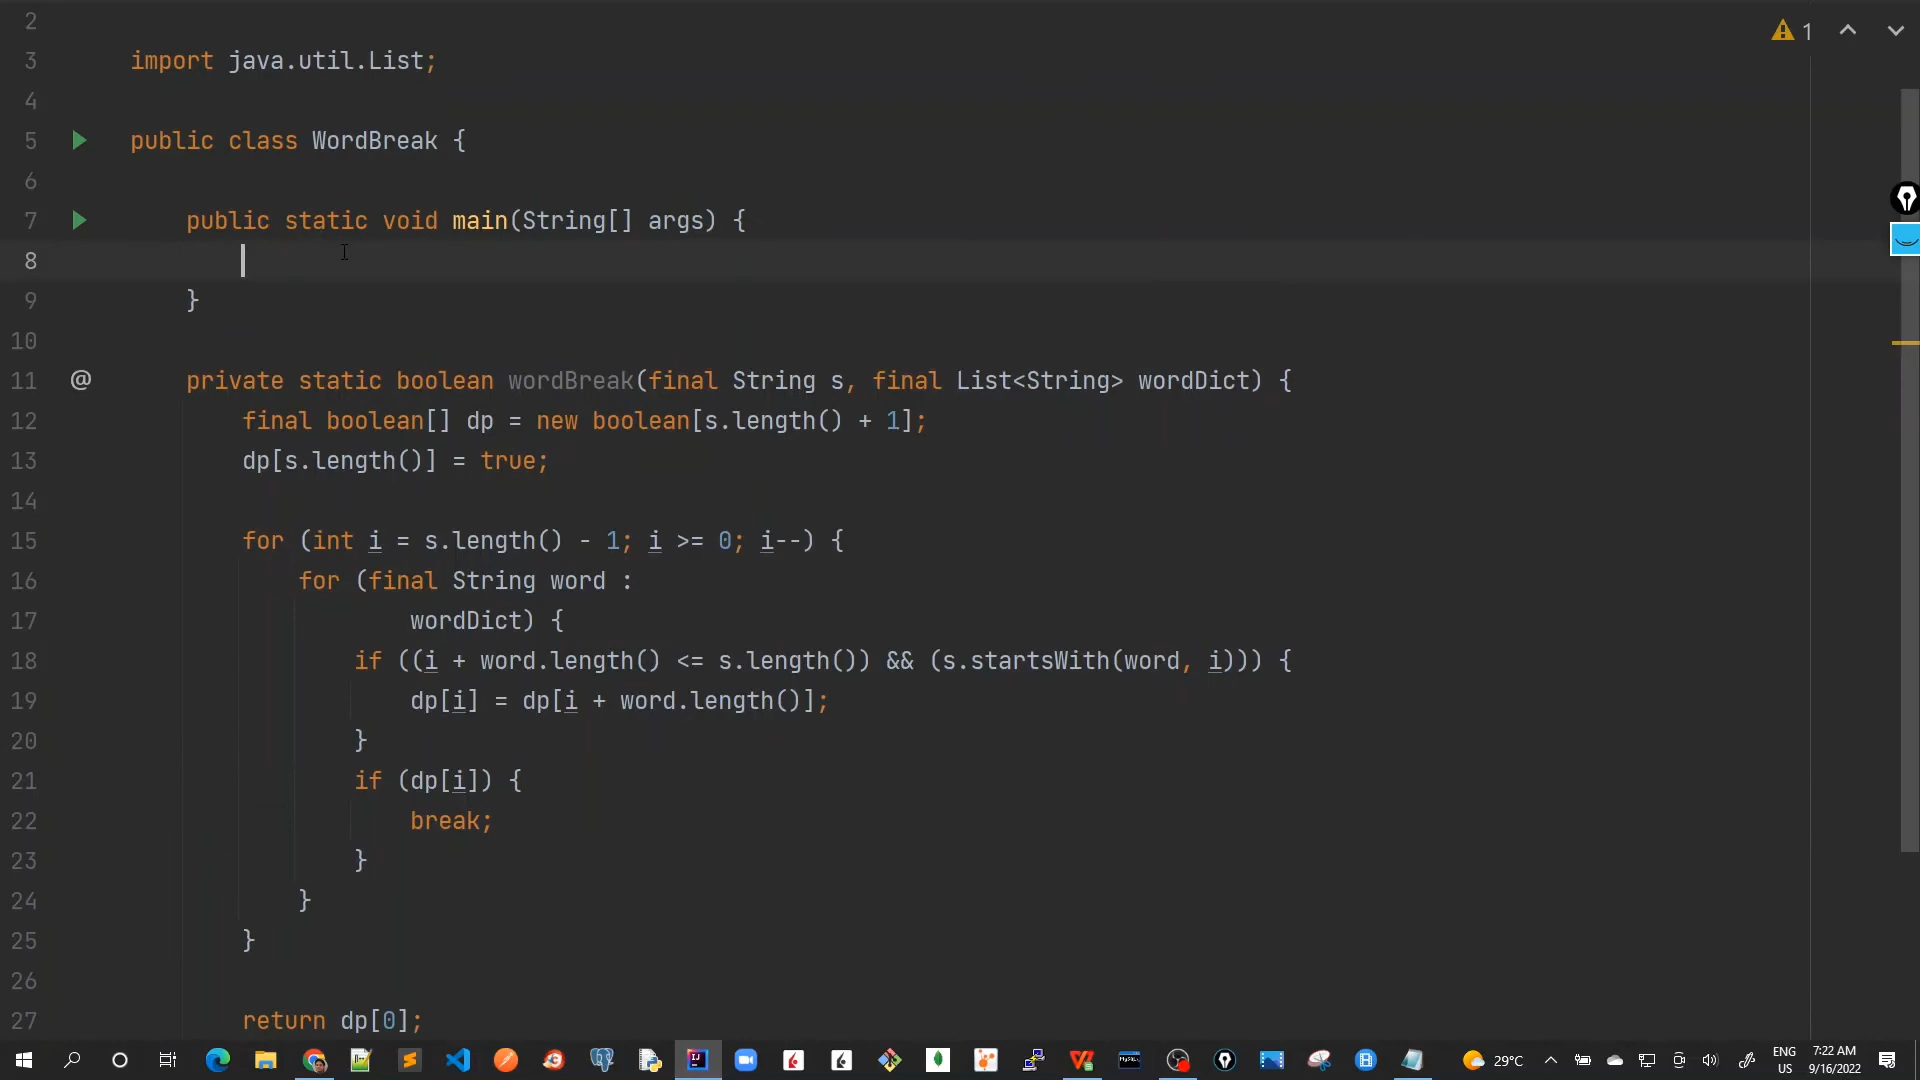 2
3 import java.util.List;
4
5 public class WordBreak {
6
7 public static void main(String[] args) {
8
9 }
10
11 @ private static boolean wordBreak(final String s, final List<String> wordDict) {
12 final boolean[] dp = new boolean[s.length() + 1];
13 dp[s.length()] = true;
14
15 for (int i = s.length() - 1; i >= 0; i--) {
16 for (final String word :
17 wordDict) {
18 if ((i + word.length() <= s.length()) && (s.startsWith(word, i))) {
19 dp[i] = dp[i + word.length()];
20 }
21 if (dp[i]) {
22 break;
23 }
24 }
25 }
26
27 return dp[0];
1
29°C
ENG
US
7:22 AM
9/16/2022